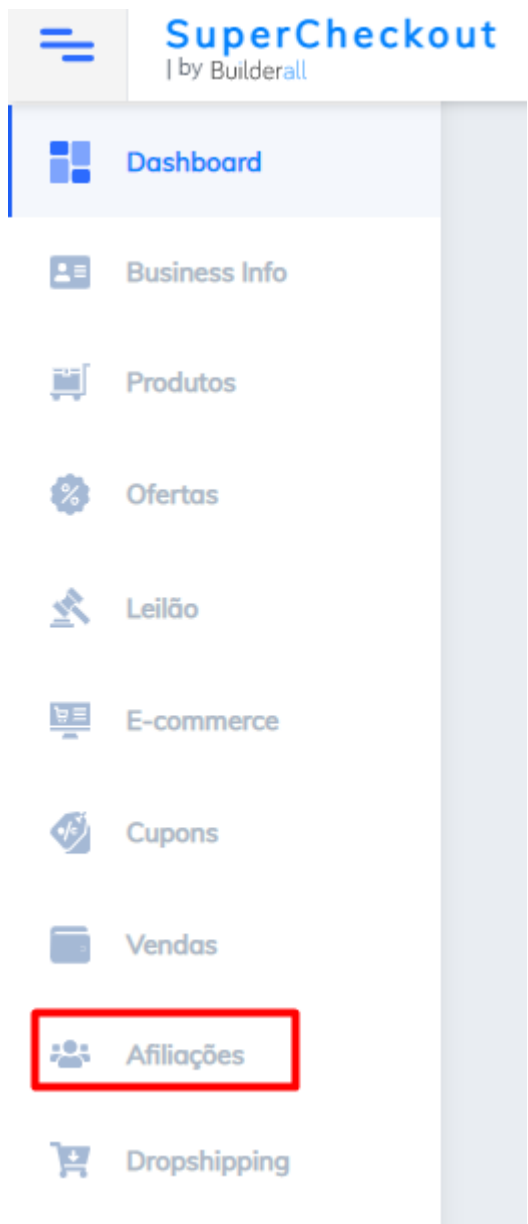 SuperCheckout
| by Builderall
Dashboard
Business Info
Produtos
Ofertas
Leilão
E-commerce
Cupons
Vendas
Afiliações
Dropshipping